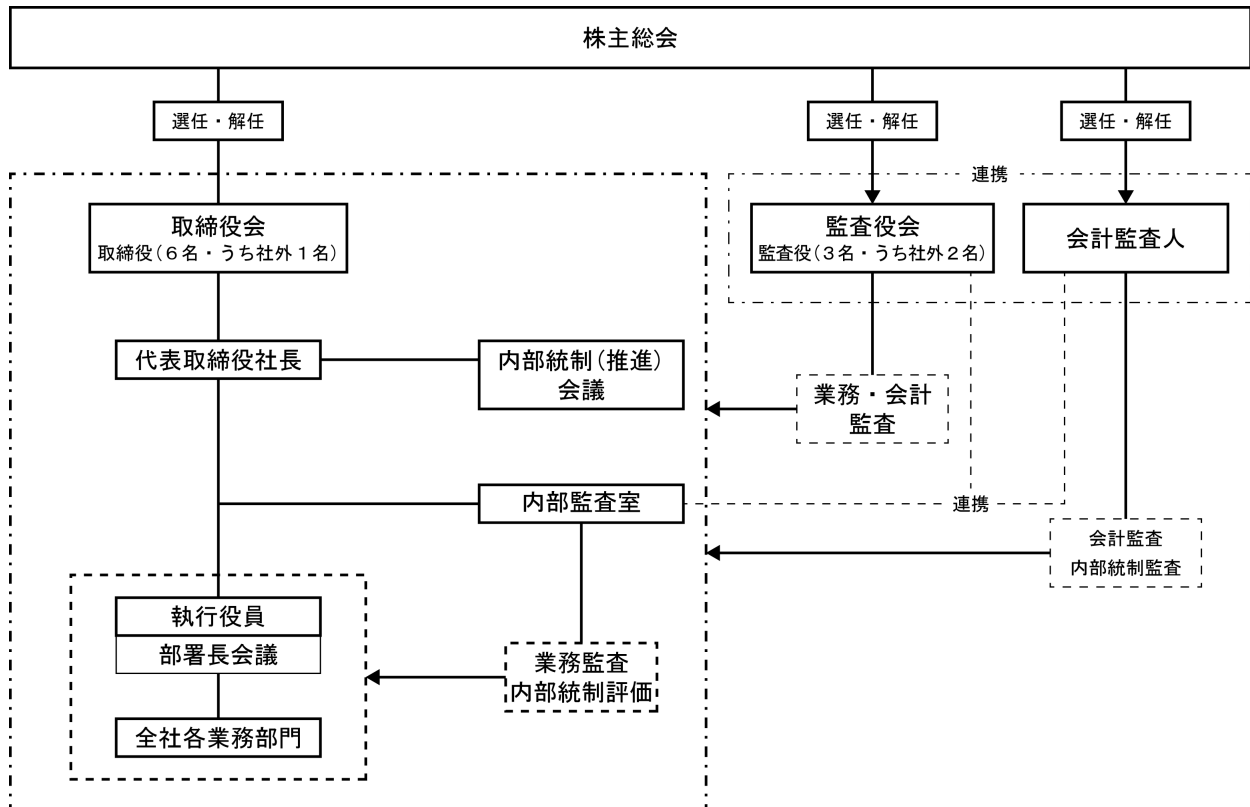 株主総会
選任・解任
選任・解任
選任・解任
連携
取締役会
取締役(6名・うち社外1名)
監査役会
監査役(3名・うち社外2名)
会計監査人
代表取締役社長
内部統制(推進)
会議
業務・会計
監査
内部監査室
連携
会計監査
内部統制監査
執行役員
部署長会議
業務監査
内部統制評価
全社各業務部門